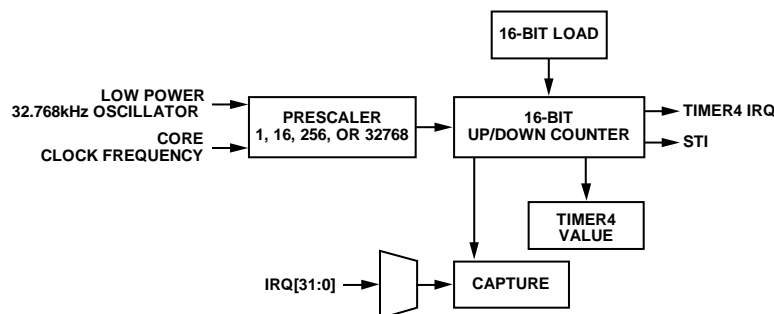 16-BIT LOAD
LOW POWER
32.768kHz OSCILLATOR
CORE
CLOCK FREQUENCY
PRESCALER
1, 16, 256, OR 32768
16-BIT
UP/DOWN COUNTER
TIMER4 IRQ
STI
TIMER4
VALUE
IRQ[31:0]
CAPTURE